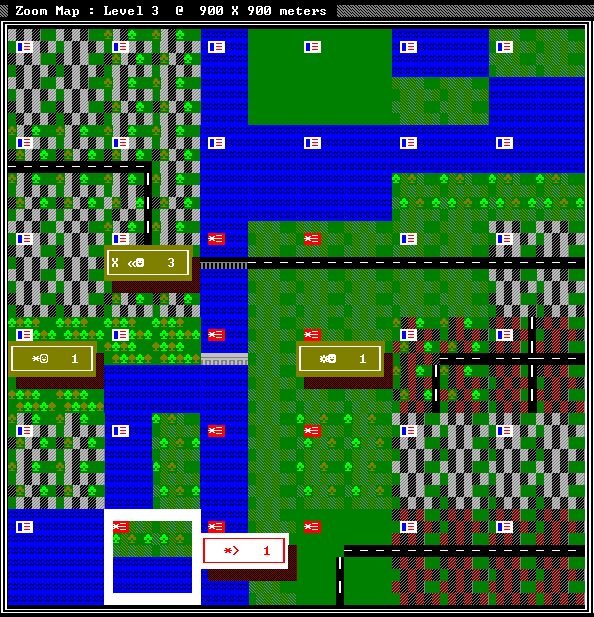 Zoom Map : Level 3 @ 900 X 900 meters
X «☻ 3
*☺ 1
*☻ 1
*> 1